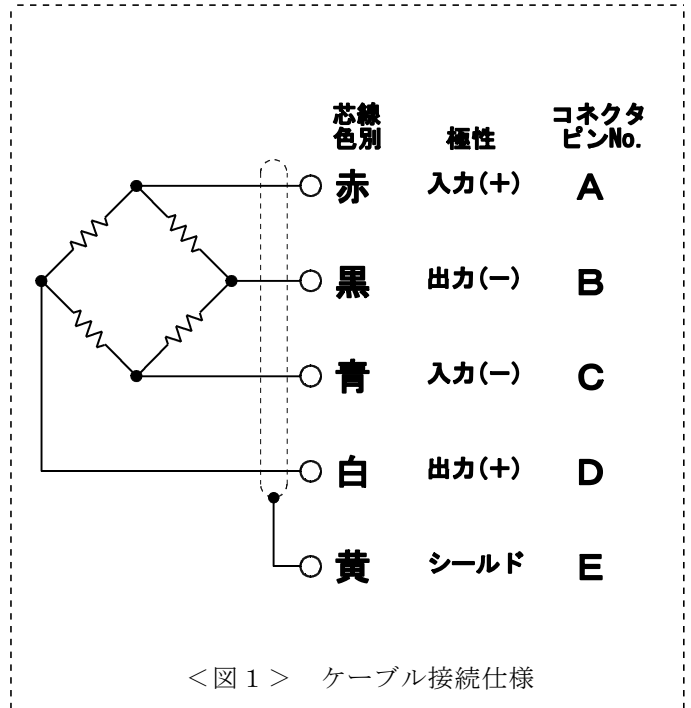 芯線 コネクタ
色別 極性 ピンNo.
赤 入力(+) A
黒 出力(-) B
青 入力(-) C
白 出力(+) D
黄 シールド E
<図1> ケーブル接続仕様